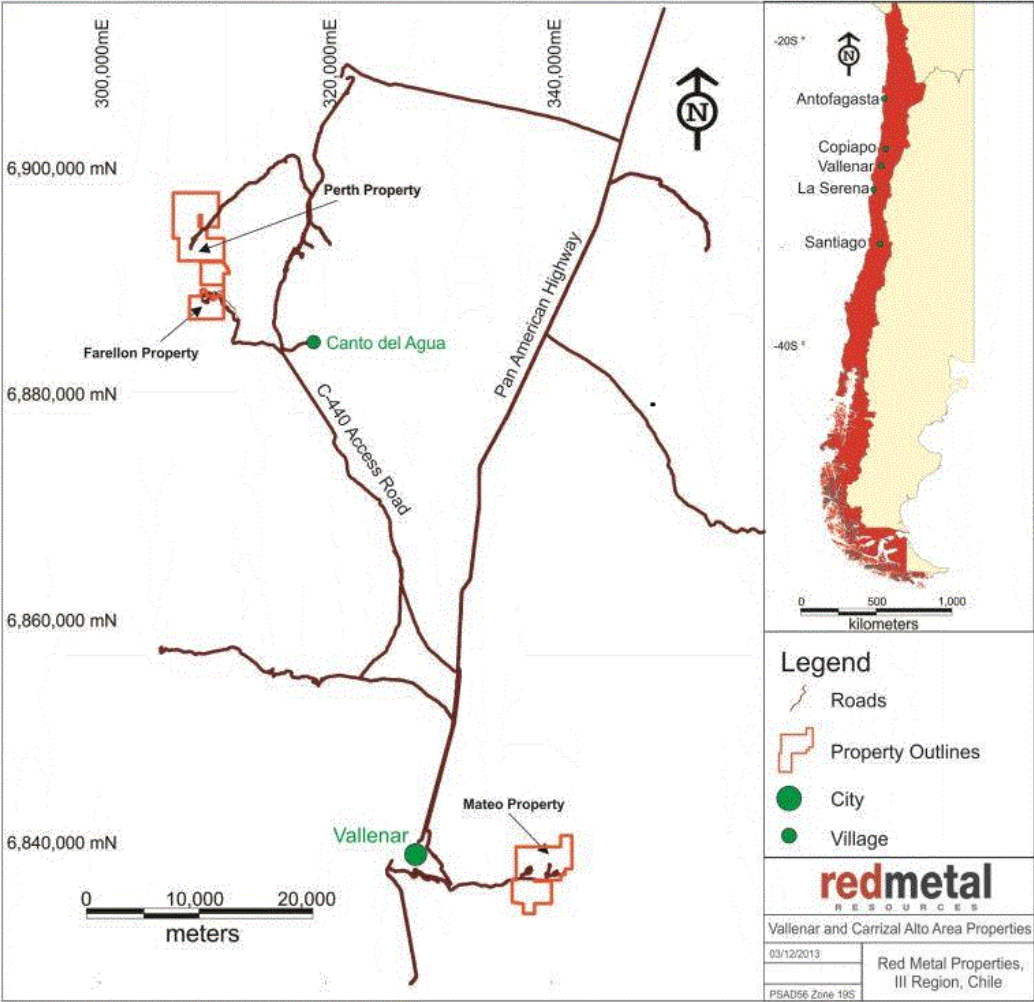 300,000mE
320,000mE
340,000mE
N
6,900,000 mN
Perth Property
Farellon Property
Canto del Agua
Pan American Highway
6,880,000 mN
C-440 Access Road
6,860,000 mN
Mateo Property
Vallenar
6,840,000 mN
0 10,000 20,000
meters
-20S °
N
Antofagasta
Copiapo
Vallenar
La Serena
Santiago
-40S °
0 500 1,000
kilometers
Legend
Roads
Property Outlines
City
Village
redmetal
RESOURCES
Vallenar and Carrizal Alto Area Properties
03/12/2013
Red Metal Properties,
III Region, Chile
PSAD56 Zone 19S